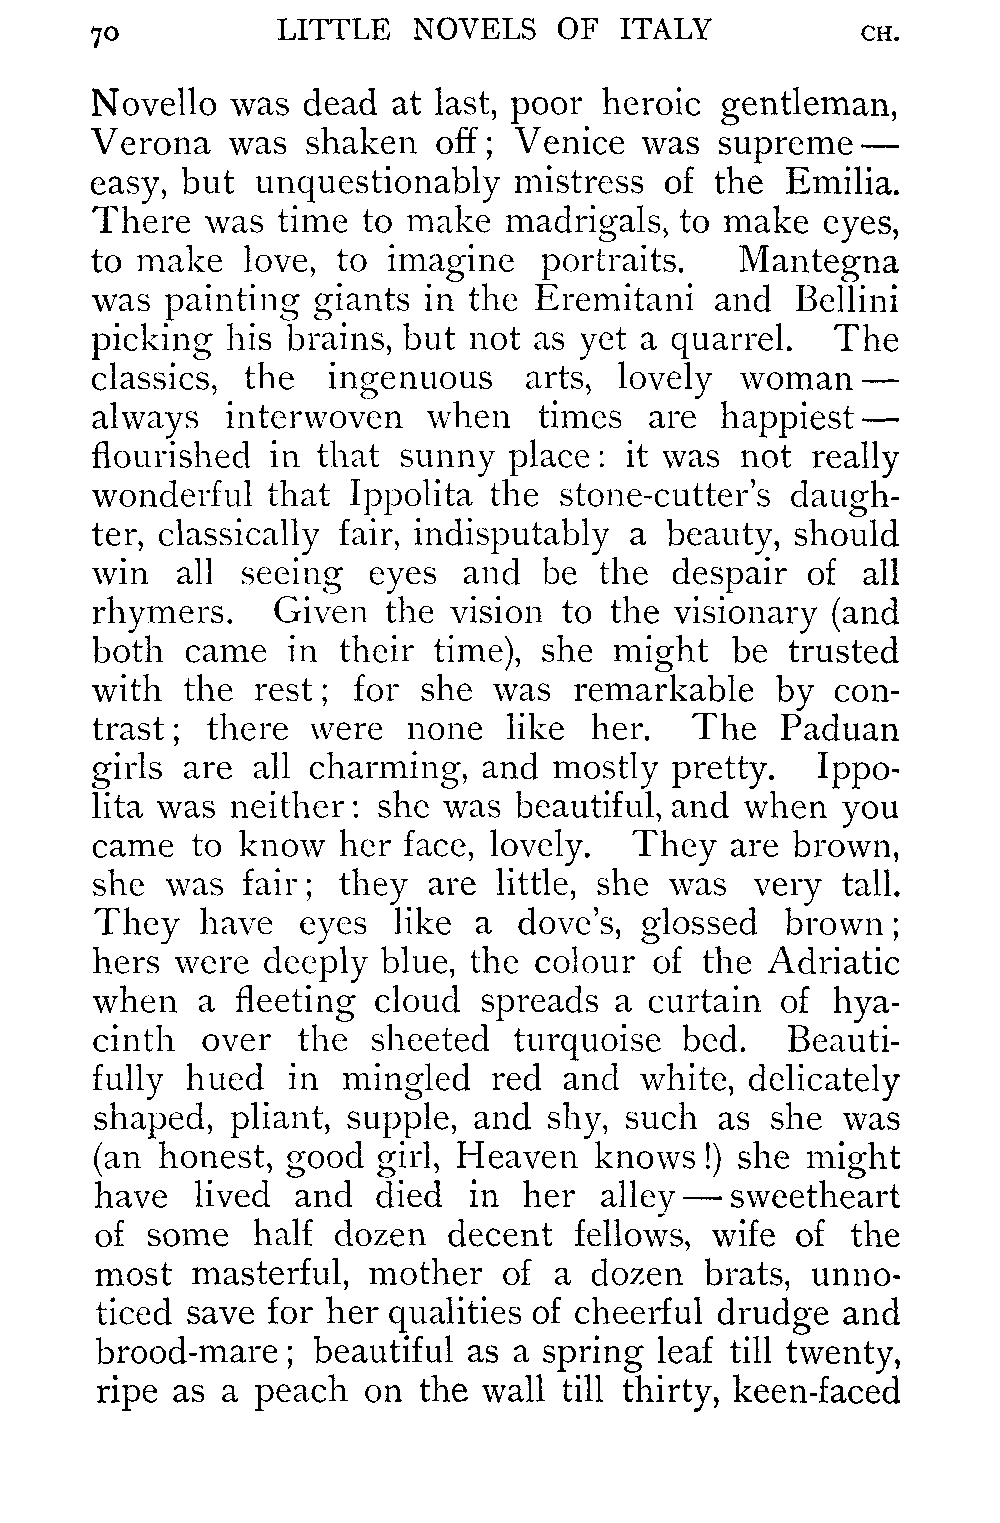 70 LITTLE NOVELS OF ITALY CH.
Novello was dead at last, poor heroic gentleman,
Verona was shaken off; Venice was supreme—
easy, but unquestionably mistress of the Emilia.
There was time to make madrigals, to make eyes,
to make love, to imagine portraits. Mantegna
was painting giants in the Eremitani and Bellini
picking his brains, but not as yet a quarrel. The
classics, the ingenuous arts, lovely woman—
always interwoven when times are happiest—
flourished in that sunny place: it was not really
wonderful that Ippolita the stone-cutter's daugh-
ter, classically fair, indisputably a beauty, should
win all seeing eyes and be the despair of all
rhymers. Given the vision to the visionary (and
both came in their time), she might be trusted
with the rest; for she was remarkable by con-
trast; there were none like her. The Paduan
girls are all charming, and mostly pretty. Ippo-
lita was neither: she was beautiful, and when you
came to know her face, lovely. They are brown,
she was fair; they are little, she was very tall.
They have eyes like a dove's, glossed brown;
hers were deeply blue, the colour of the Adriatic
when a fleeting cloud spreads a curtain of hya-
cinth over the sheeted turquoise bed. Beauti-
fully hued in mingled red and white, delicately
shaped, pliant, supple, and shy, such as she was
(an honest, good girl, Heaven knows!) she might
have lived and died in her alley—sweetheart
of some half dozen decent fellows, wife of the
most masterful, mother of a dozen brats, unno-
ticed save for her qualities of cheerful drudge and
brood-mare; beautiful as a spring leaf till twenty,
ripe as a peach on the wall till thirty, keen-faced